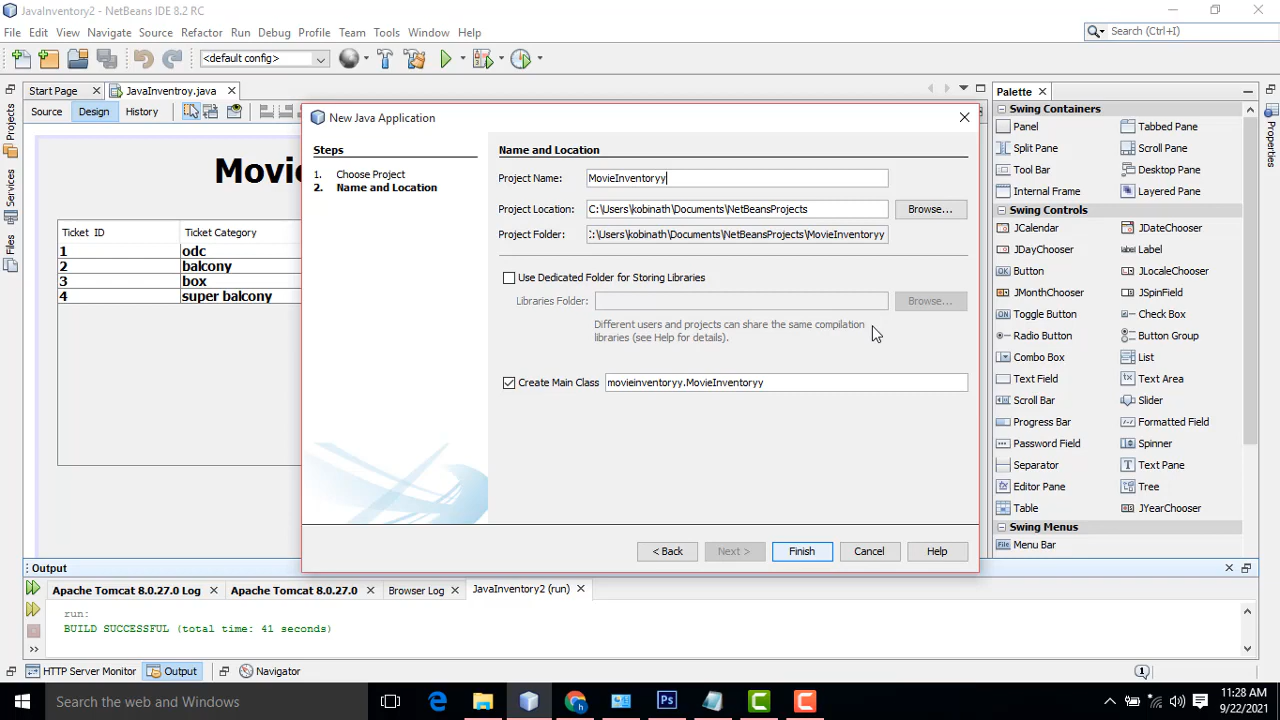 JavaInventory2 - NetBeans IDE 8.2 RC
File Edit View Navigate Source Refactor Run Debug Profile Team Tools Window Help
Search (Ctrl+I)
<default config>
Start Page JavaInventroy.java
Source Design History
Movie
Ticket ID Ticket Category
1 odc
2 balcony
3 box
4 super balcony
New Java Application
Steps
1. Choose Project
2. Name and Location
Name and Location
Project Name: MovieInventoryy
Project Location: C:\Users\kobinath\Documents\NetBeansProjects Browse...
Project Folder: :\Users\kobinath\Documents\NetBeansProjects\MovieInventoryy
Use Dedicated Folder for Storing Libraries
Libraries Folder: Browse...
Different users and projects can share the same compilation
libraries (see Help for details).
Create Main Class movieinventoryy.MovieInventoryy
< Back Next > Finish Cancel Help
Projects
Services
Files
Palette
Properties
Swing Containers
Panel Tabbed Pane
Split Pane Scroll Pane
Tool Bar Desktop Pane
Internal Frame Layered Pane
Swing Controls
JCalendar JDateChooser
JDayChooser Label
Button JLocaleChooser
JMonthChooser JSpinField
Toggle Button Check Box
Radio Button Button Group
Combo Box List
Text Field Text Area
Scroll Bar Slider
Progress Bar Formatted Field
Password Field Spinner
Separator Text Pane
Editor Pane Tree
Table JYearChooser
Swing Menus
Menu Bar
Output
Apache Tomcat 8.0.27.0 Log Apache Tomcat 8.0.27.0 Browser Log JavaInventory2 (run)
run:
BUILD SUCCESSFUL (total time: 41 seconds)
HTTP Server Monitor Output Navigator
1
Search the web and Windows
11:28 AM
9/22/2021